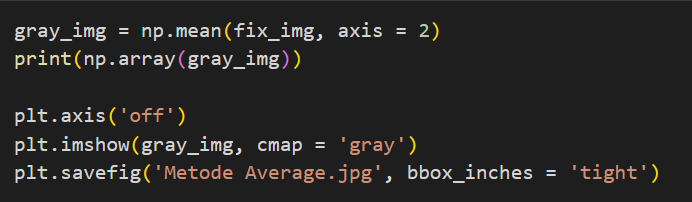 gray_img = np.mean(fix_img, axis = 2)
print(np.array(gray_img))
plt.axis('off')
plt.imshow(gray_img, cmap = 'gray')
plt.savefig('Metode Average.jpg', bbox_inches = 'tight')